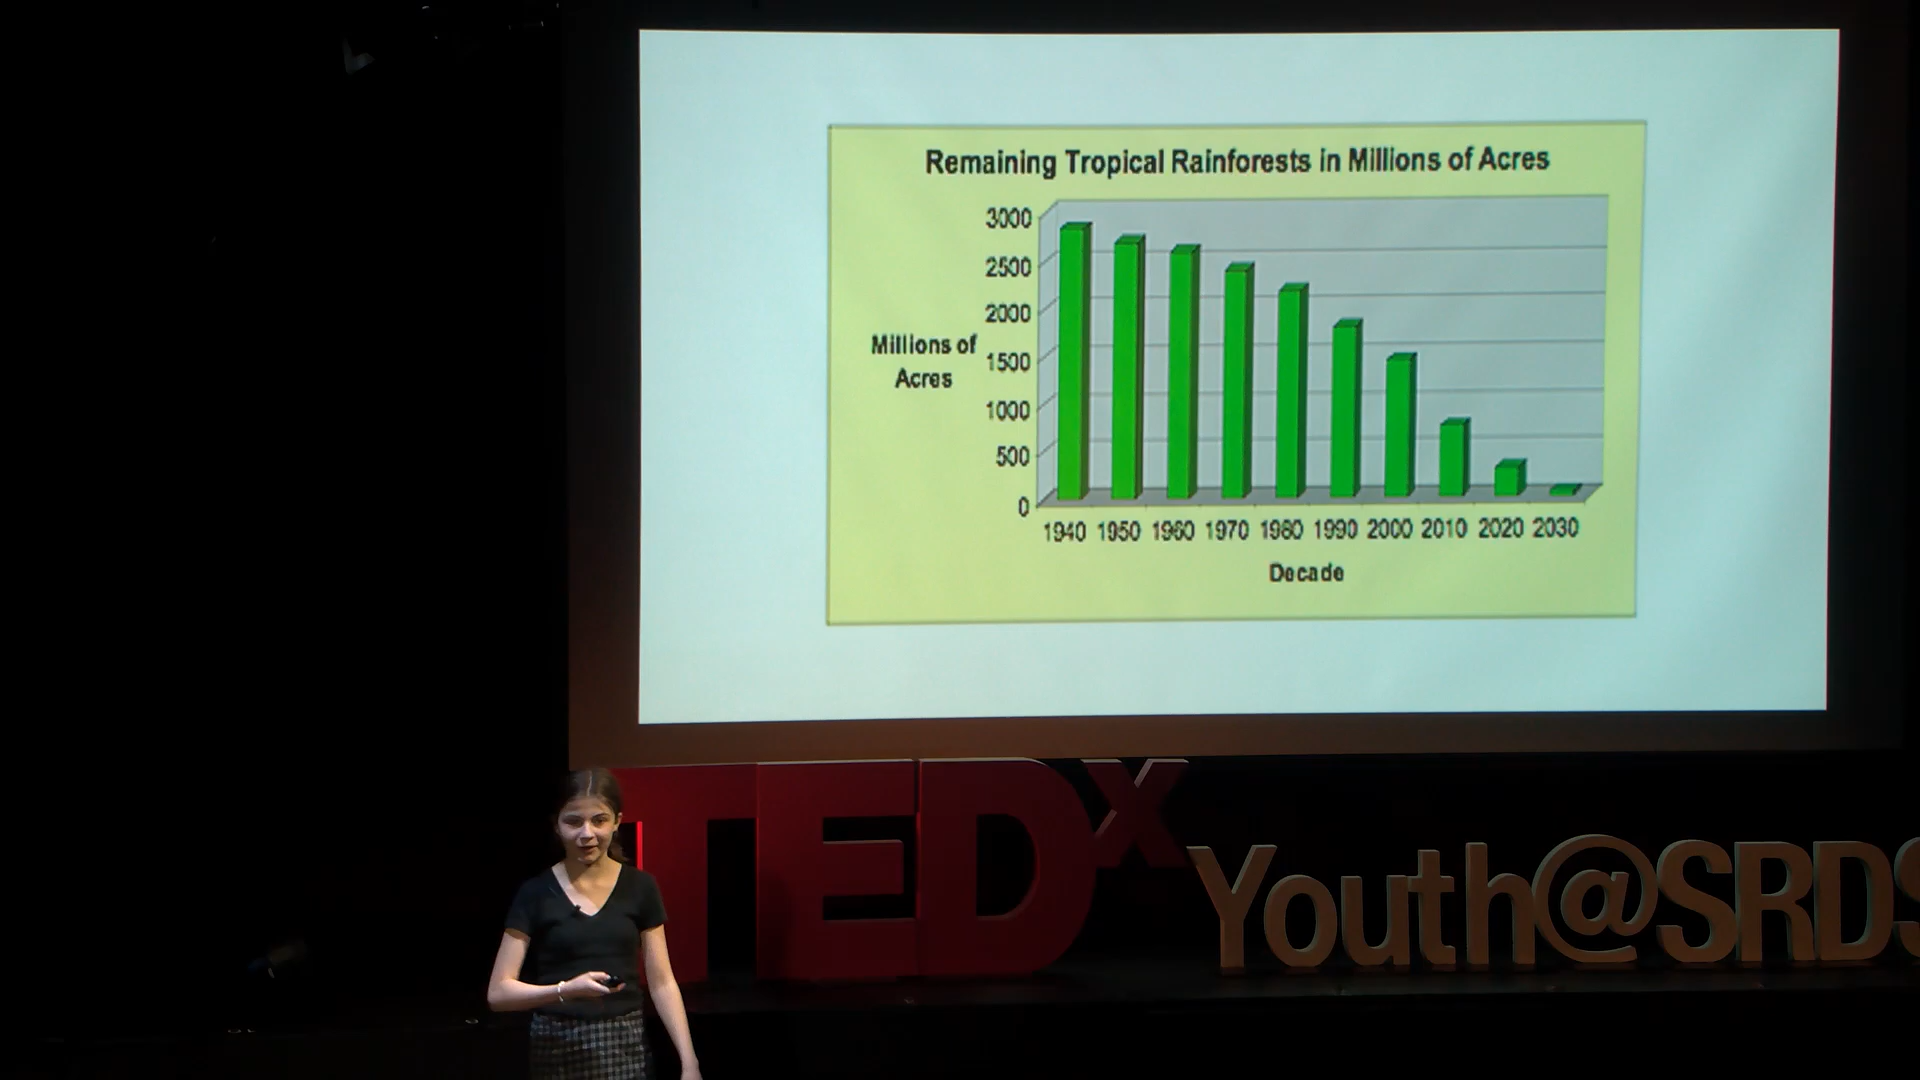 Remaining Tropical Rainforests in Millions of Acres
3000
2500
2000
1500
1000
500
0
Millions of
Acres
1940 1950 1960 1970 1980 1990 2000 2010 2020 2030
Decade
TEDx
Youth@SRDS